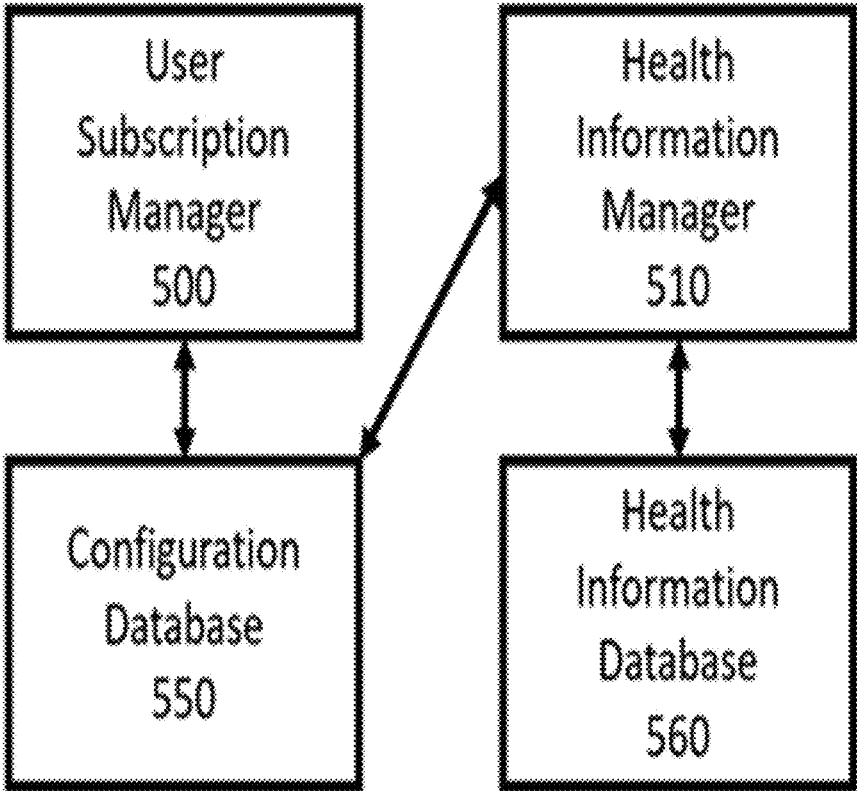 User
Subscription
Manager
500
Health
Information
Manager
510
Configuration
Database
550
Health
Information
Database
560